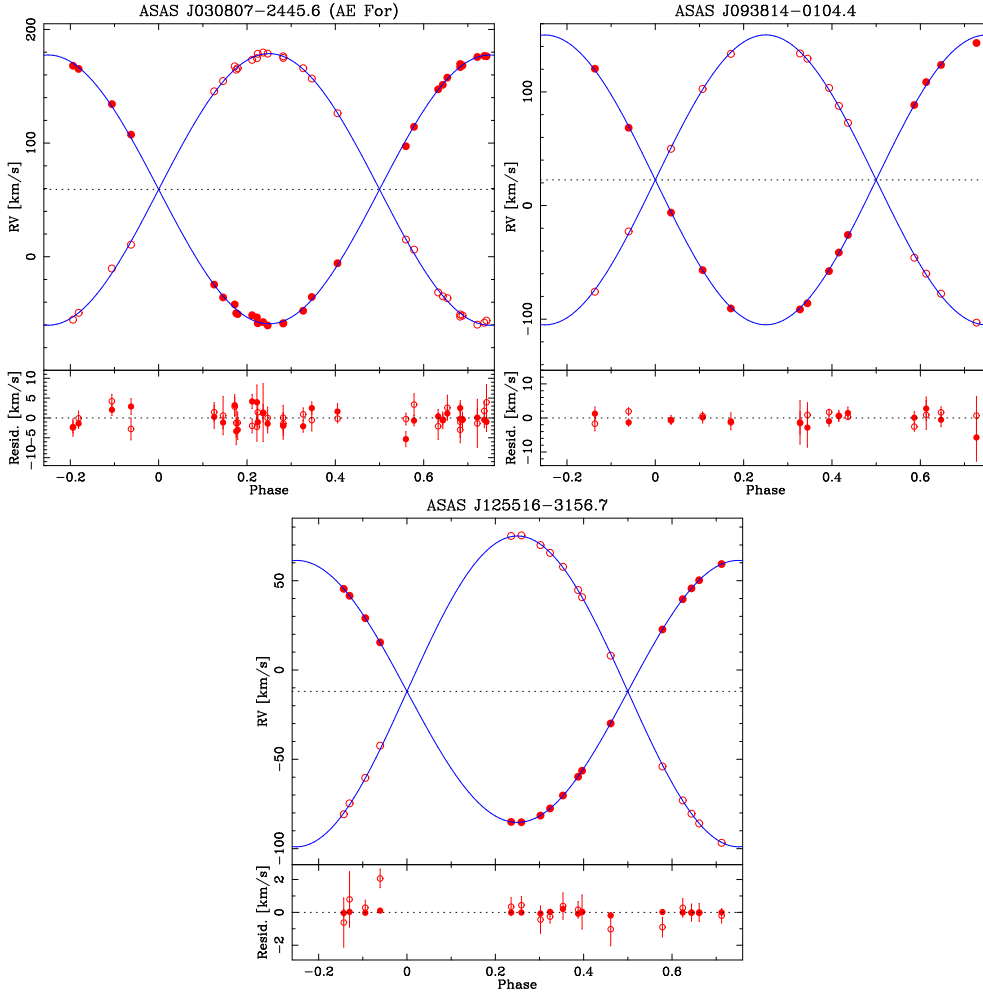 ASAS J030807-2445.6 (AE For)
RV [km/s]
200
100
0
Resid. [km/s]
10
5
0
-5
-10
-0.2 0 0.2 0.4 0.6
Phase
ASAS J093814-0104.4
RV [km/s]
100
0
-100
Resid. [km/s]
10
5
0
-5
-10
-0.2 0 0.2 0.4 0.6
Phase
ASAS J125516-3156.7
RV [km/s]
50
0
-50
-100
Resid. [km/s]
2
0
-2
-0.2 0 0.2 0.4 0.6
Phase